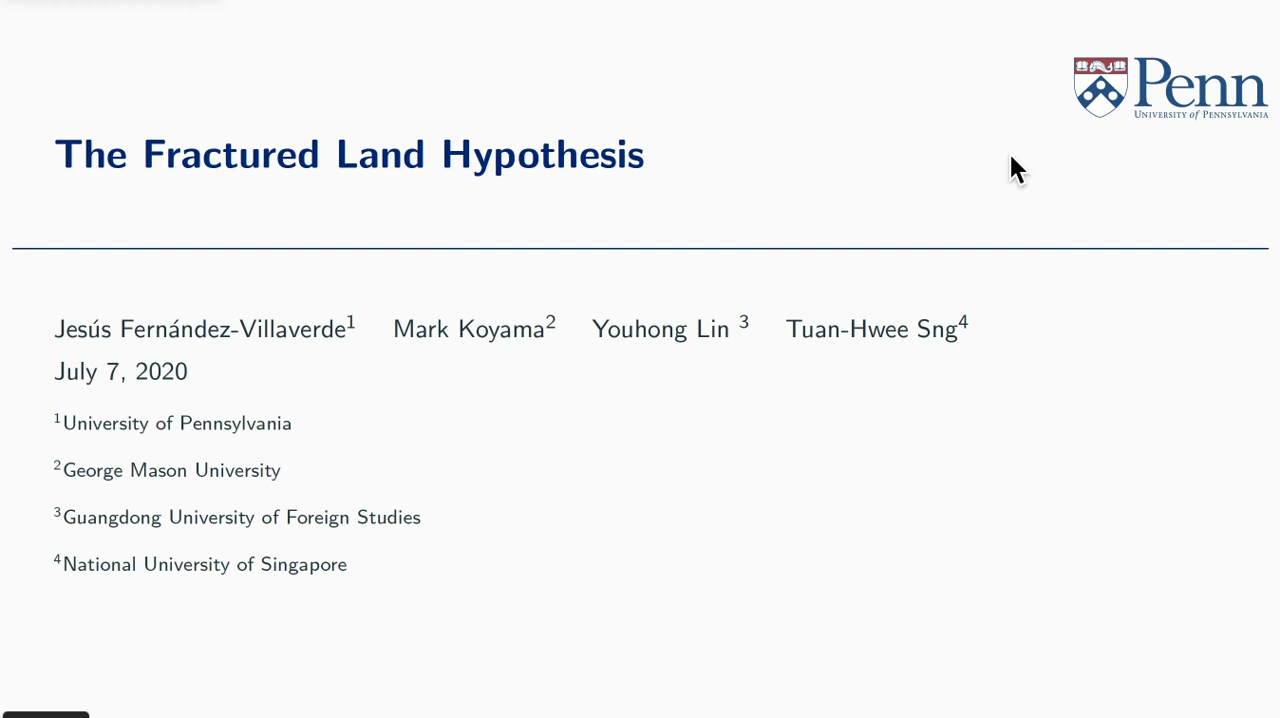 Penn
UNIVERSITY of PENNSYLVANIA
The Fractured Land Hypothesis
Jesús Fernández-Villaverde¹ Mark Koyama² Youhong Lin ³ Tuan-Hwee Sng⁴
July 7, 2020
¹University of Pennsylvania
²George Mason University
³Guangdong University of Foreign Studies
⁴National University of Singapore